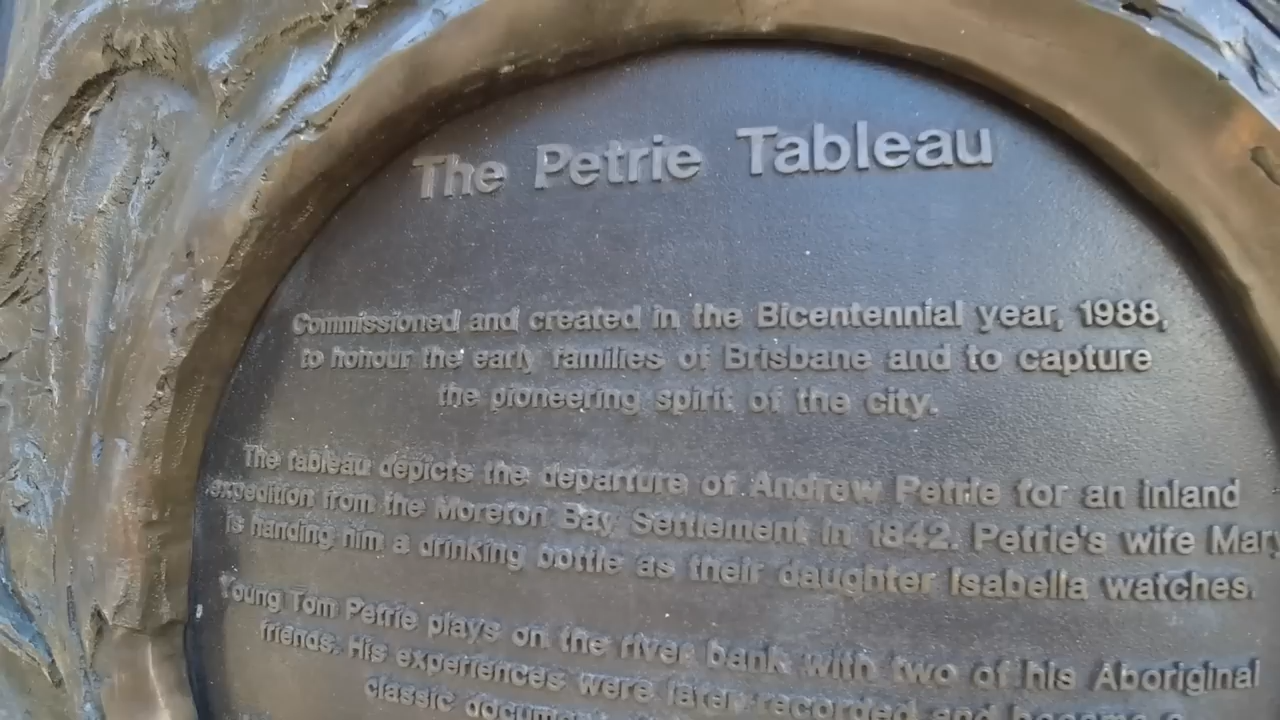 The Petrie Tableau
Commissioned and created in the Bicentennial year, 1988,
to honour the early families of Brisbane and to capture
the pioneering spirit of the city.
The tableau depicts the departure of Andrew Petrie for an inland
expedition from the Moreton Bay Settlement in 1842. Petrie's wife Mary
is handing him a drinking bottle as their daughter Isabella watches.
Young Tom Petrie plays on the river bank with two of his Aboriginal
friends. His experiences were later recorded and became a
classic